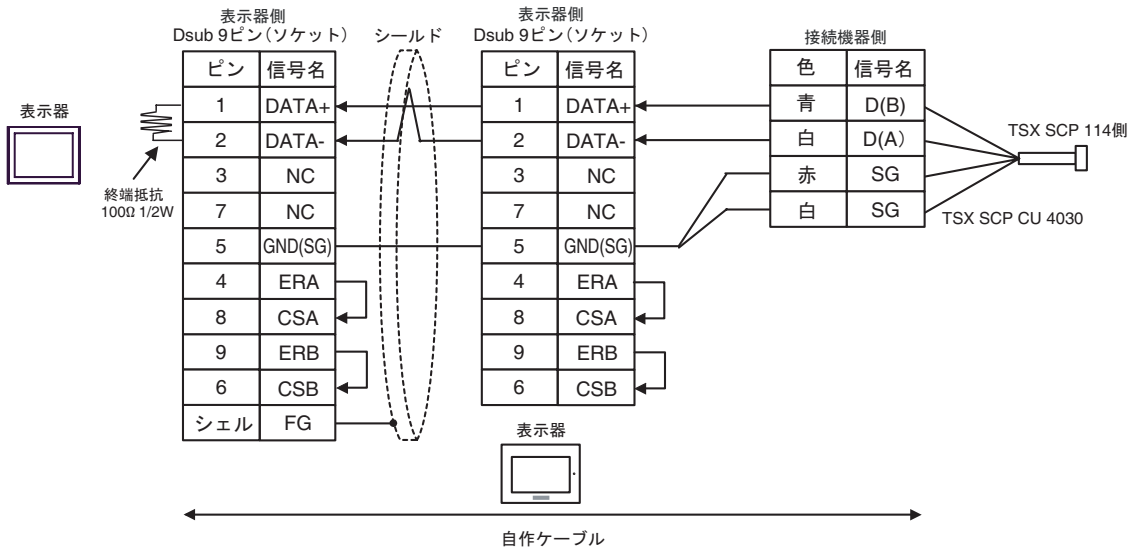 表示器
表示器側
Dsub 9ピン(ソケット)
ピン 信号名
1 DATA+
2 DATA-
3 NC
7 NC
5 GND(SG)
4 ERA
8 CSA
9 ERB
6 CSB
シェル FG
終端抵抗
100Ω 1/2W
シールド
表示器側
Dsub 9ピン(ソケット)
ピン 信号名
1 DATA+
2 DATA-
3 NC
7 NC
5 GND(SG)
4 ERA
8 CSA
9 ERB
6 CSB
表示器
接続機器側
色 信号名
青 D(B)
白 D(A)
赤 SG
白 SG
TSX SCP 114側
TSX SCP CU 4030
自作ケーブル